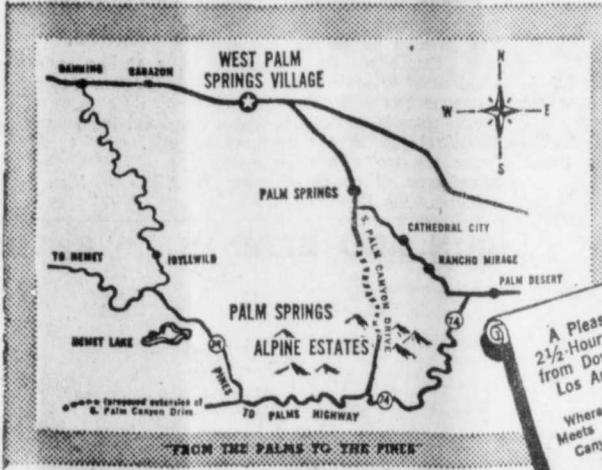 WEST PALM
SPRINGS VILLAGE
BANNING
CABAZON
N
W
E
S
PALM SPRINGS
S. PALM CANYON DRIVE
CATHEDRAL CITY
RANCHO MIRAGE
PALM DESERT
TO HEMET
IDYLLWILD
HEMET LAKE
PALM SPRINGS
ALPINE ESTATES
74
PINES
TO PALMS HIGHWAY
74
(proposed extension of
S. Palm Canyon Drive
A Pleas
2½-Hour
from Do
Los An
Where
Meets
Cany
"FROM THE PALMS TO THE PINES"